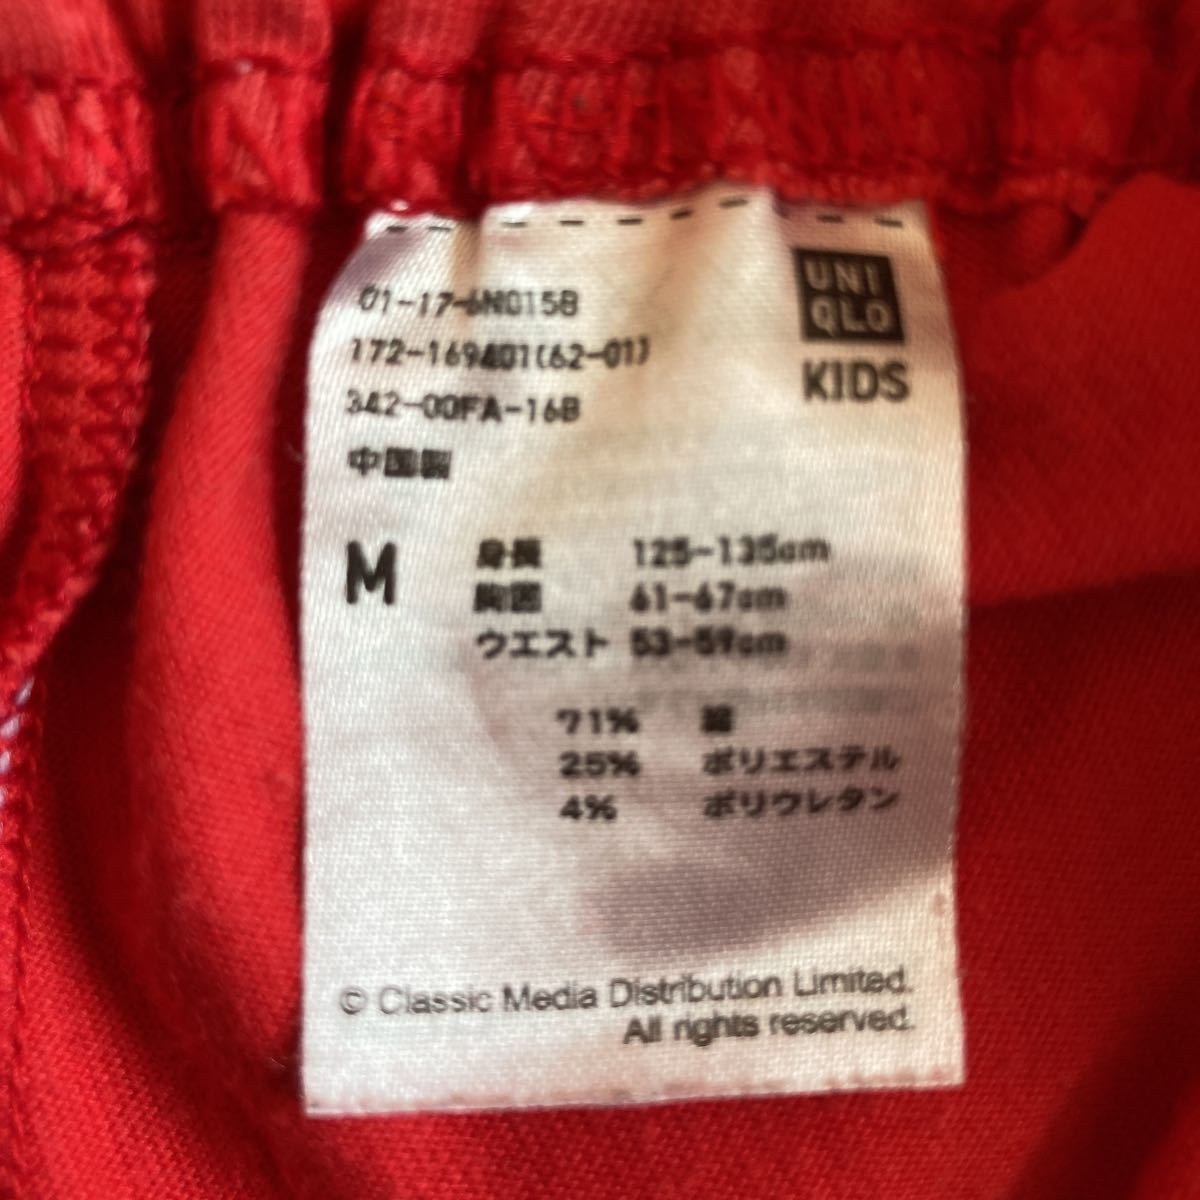 01-17-6N0158
172-169401(62-01)
342-00FA-16B
中国製
UNI
QLO
KIDS
M
身長 125-135cm
胸囲 61-67cm
ウエスト 53-59cm
71% 綿
25% ポリエステル
4% ポリウレタン
© Classic Media Distribution Limited.
All rights reserved.